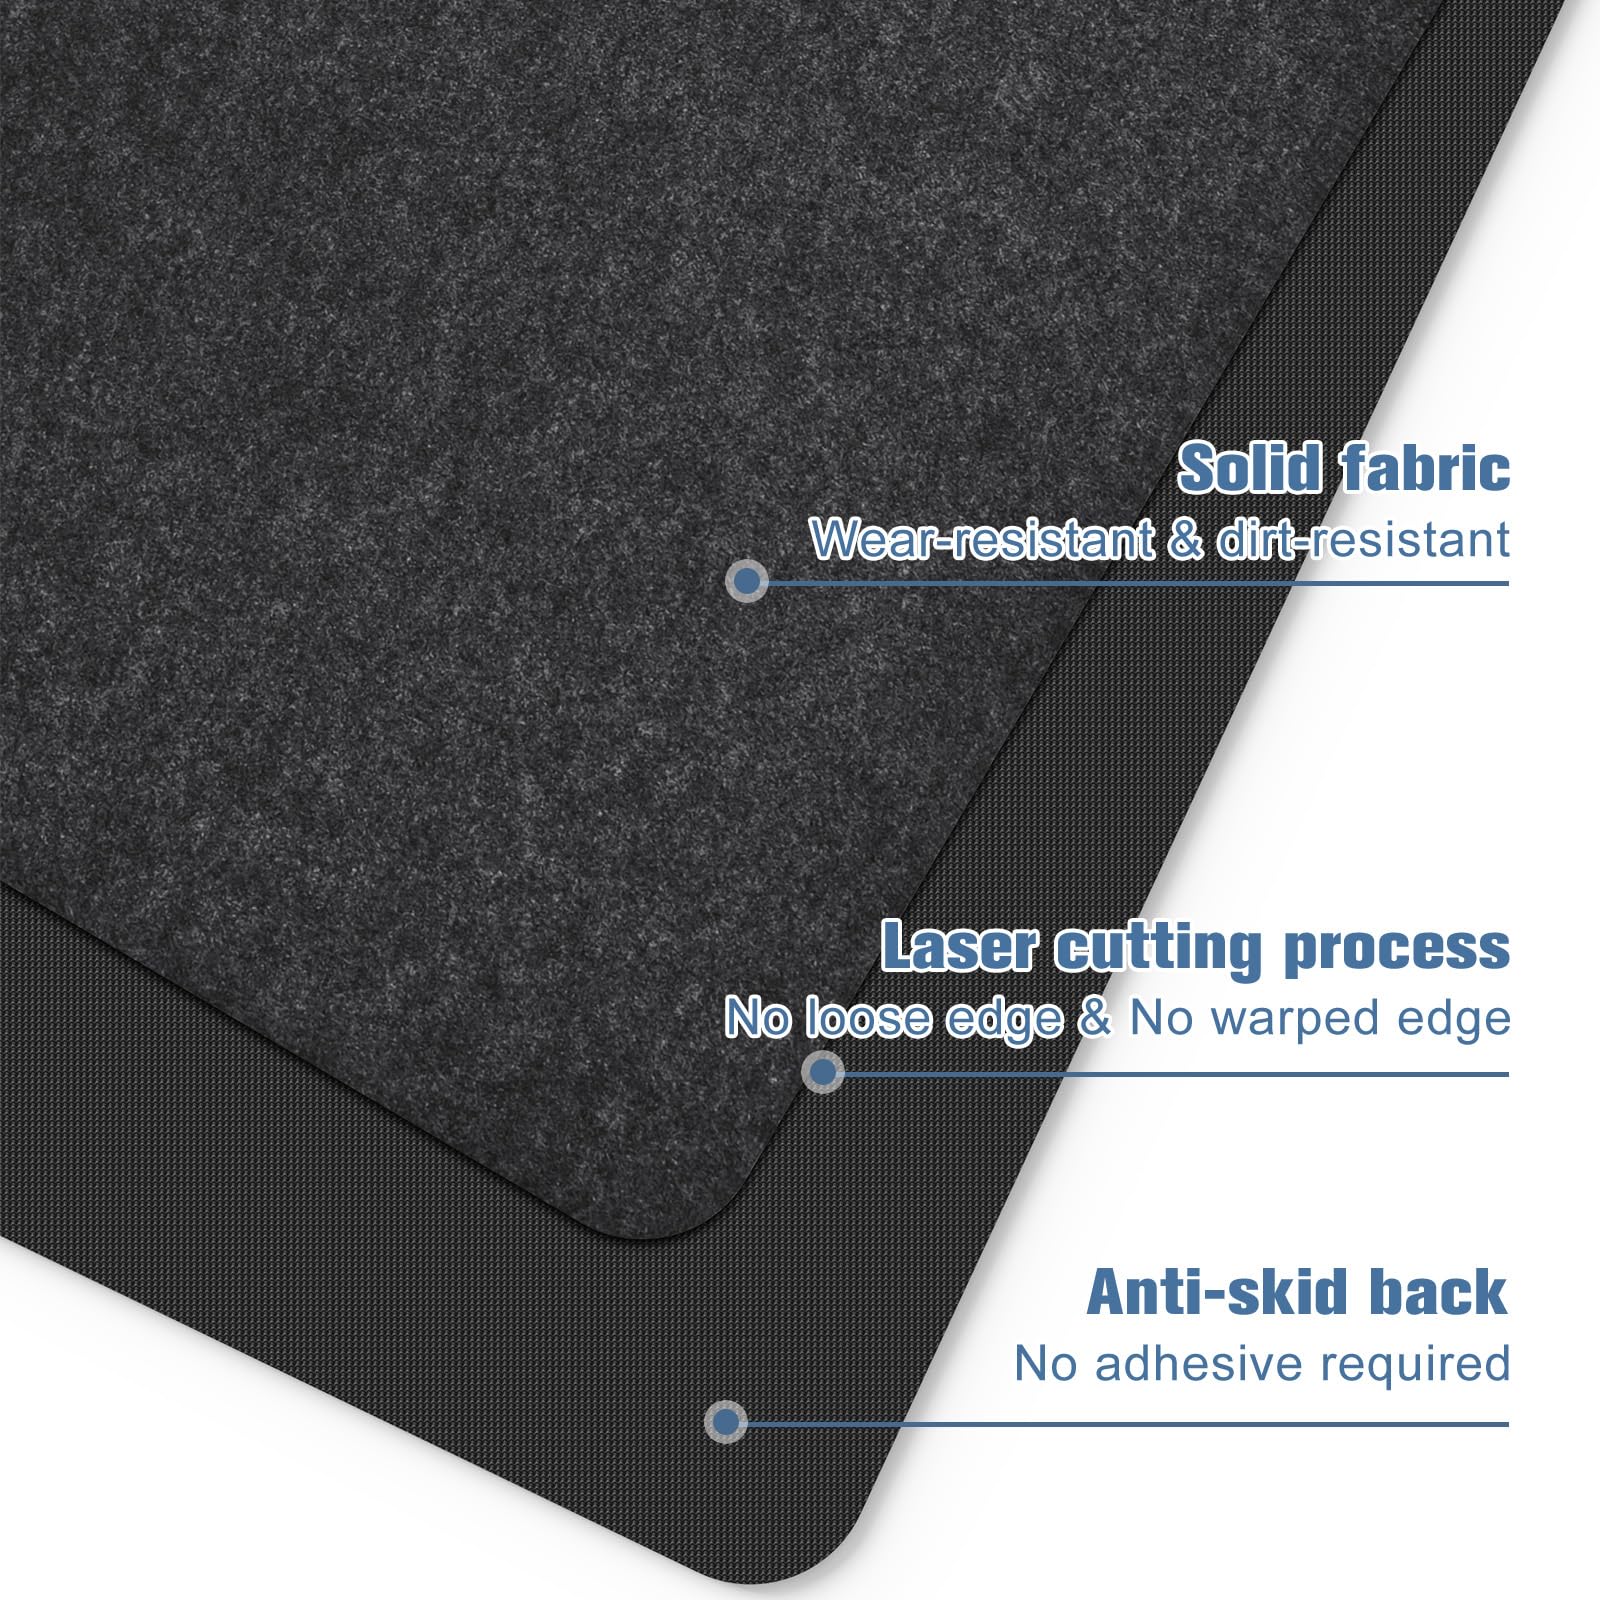 Solid fabric
Wear-resistant & dirt-resistant
Laser cutting process
No loose edge & No warped edge
Anti-skid back
No adhesive required